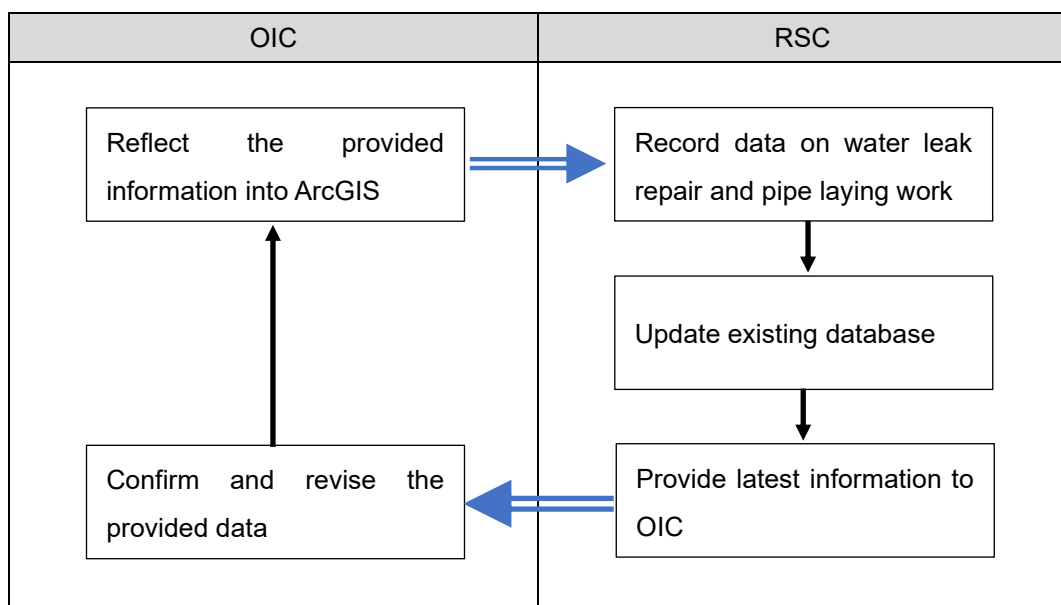 OIC
RSC
Reflect the provided
information into ArcGIS
Record data on water leak
repair and pipe laying work
Update existing database
Confirm and revise the
provided data
Provide latest information to
OIC